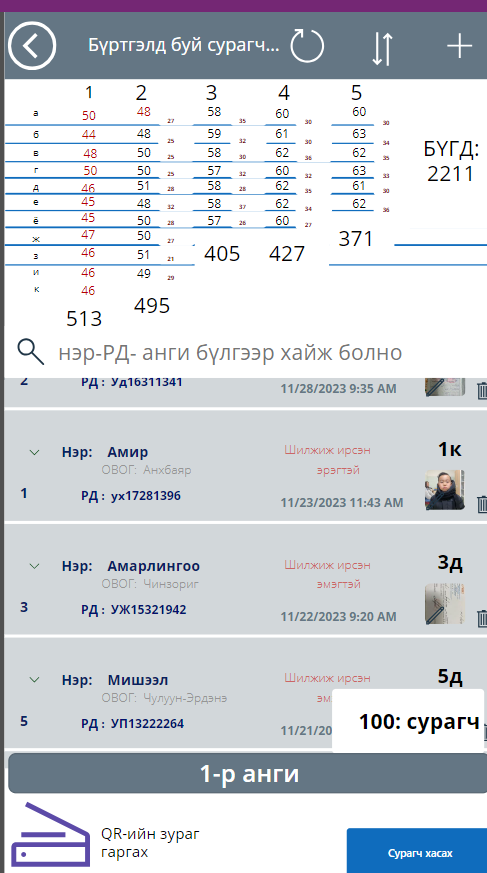 Бүртгэлд буй сурагч...
1 2 3 4 5
а 50 48 27 58 35 60 30 60 30
б 44 48 25 59 32 61 30 63 34
в 48 50 25 58 30 62 36 62 35
г 50 50 25 57 32 60 32 63 33
д 46 51 28 58 28 62 35 61 30
е 45 48 32 58 37 62 34 62 36
ё 45 50 28 57 26 60 27
ж 47 50 27
з 46 51 21
и 46 49 29
к 46
БҮГД:
2211
405 427 371
513 495
нэр-РД- анги бүлгээр хайж болно
2 РД : Уд16311341 11/28/2023 9:35 AM
Нэр: Амир Шилжиж ирсэн 1к
ОВОГ: Анхбаяр эрэгтэй
1 РД : ух17281396 11/23/2023 11:43 AM
Нэр: Амарлингоо Шилжиж ирсэн 3д
ОВОГ: Чинзориг эмэгтэй
3 РД : УЖ15321942 11/22/2023 9:20 AM
Нэр: Мишээл Шилжиж ирсэн 5д
ОВОГ: Чулуун-Эрдэнэ эм
5 РД : УП13222264 11/21/20
100: сурагч
1-р анги
QR-ийн зураг
гаргах
Сурагч хасах